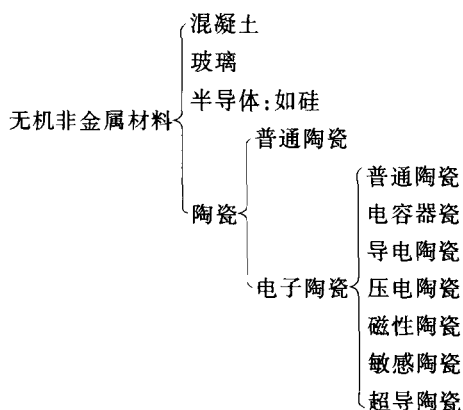 混凝土
玻璃
半导体:如硅
无机非金属材料
普通陶瓷
陶瓷
普通陶瓷
电容器瓷
导电陶瓷
电子陶瓷
压电陶瓷
磁性陶瓷
敏感陶瓷
超导陶瓷